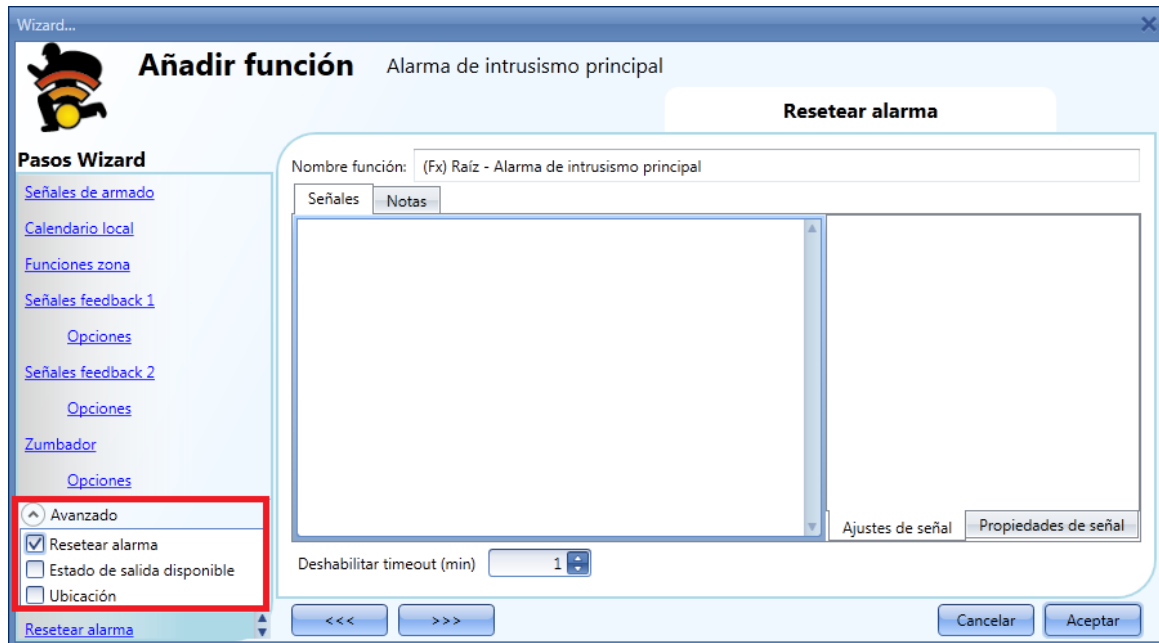 Wizard...
Añadir función
Alarma de intrusismo principal
Resetear alarma
Pasos Wizard
Señales de armado
Calendario local
Funciones zona
Señales feedback 1
Opciones
Señales feedback 2
Opciones
Zumbador
Opciones
Avanzado
Resetear alarma
Estado de salida disponible
Ubicación
Resetear alarma
Nombre función: (Fx) Raíz - Alarma de intrusismo principal
Señales Notas
Ajustes de señal Propiedades de señal
Deshabilitar timeout (min) 1
<<< >>> Cancelar Aceptar